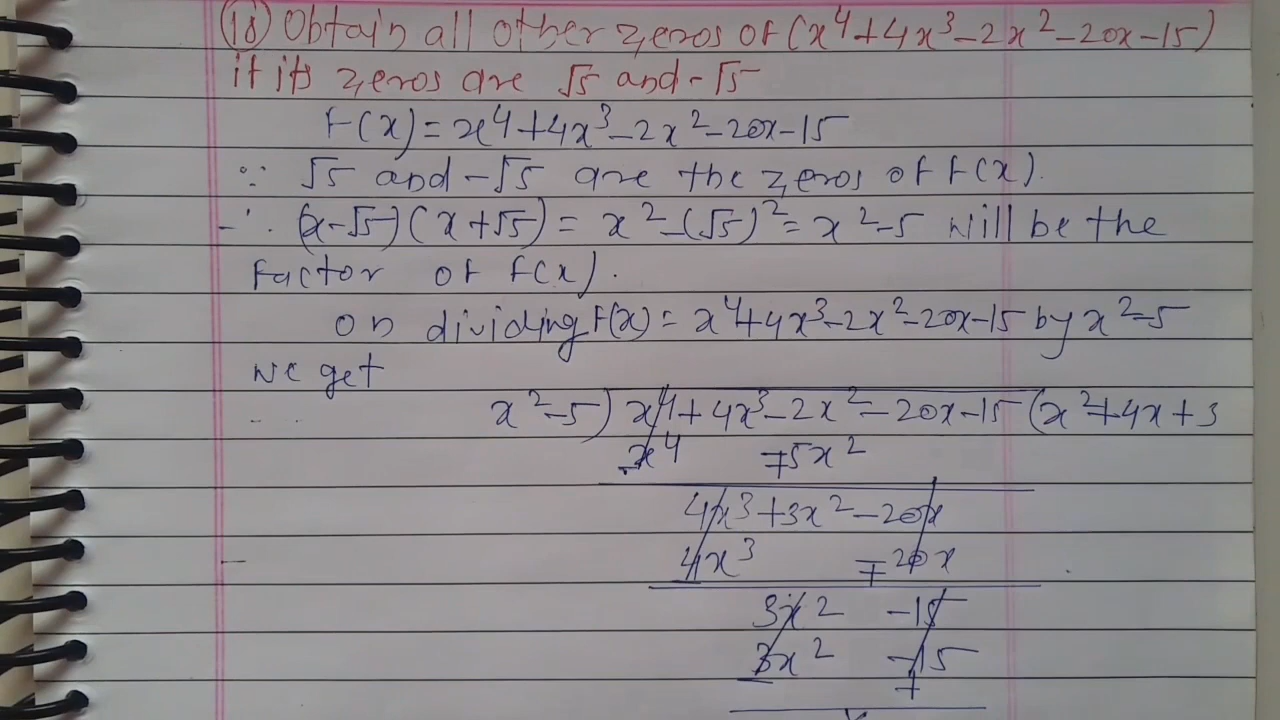 (18) Obtain all other zeros of (x⁴+4x³-2x²-20x-15)
if its zeros are √5 and -√5
f(x) = x⁴+4x³-2x²-20x-15
∵ √5 and -√5 are the zeros of f(x).
∴ (x-√5)(x+√5) = x²-(√5)² = x²-5 will be the
factor of f(x).
on dividing f(x) = x⁴+4x³-2x²-20x-15 by x²-5
we get
x²-5) x⁴+4x³-2x²-20x-15 (x²+4x+3
x⁴ ∓5x²
4x³+3x²-20x
4x³ ∓20x
3x² -15
3x² ∓15